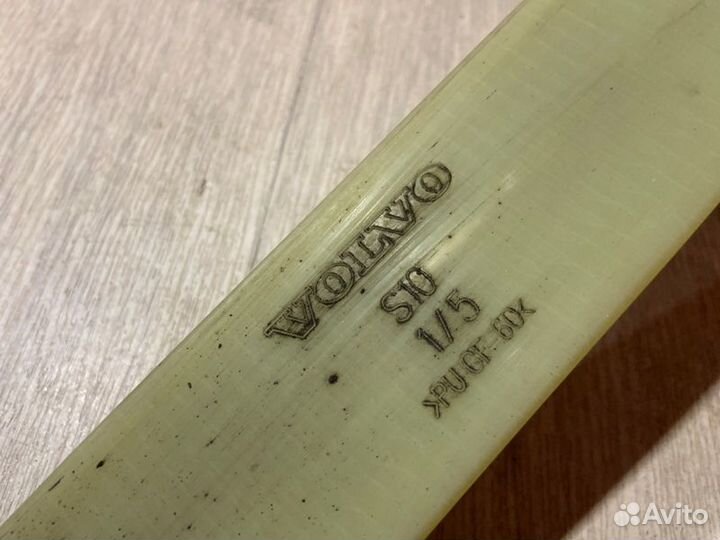 VOLVO
S10
1/5
>PU-GF-60<
Avito